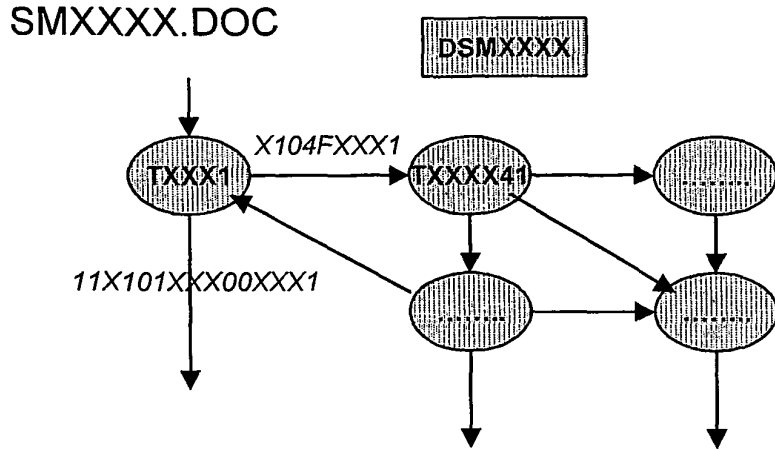 SMXXXX.DOC
DSMXXXX
X104FXXX1
TXXX1
TXXXX41
........
11X101XXX00XXX1
........
........